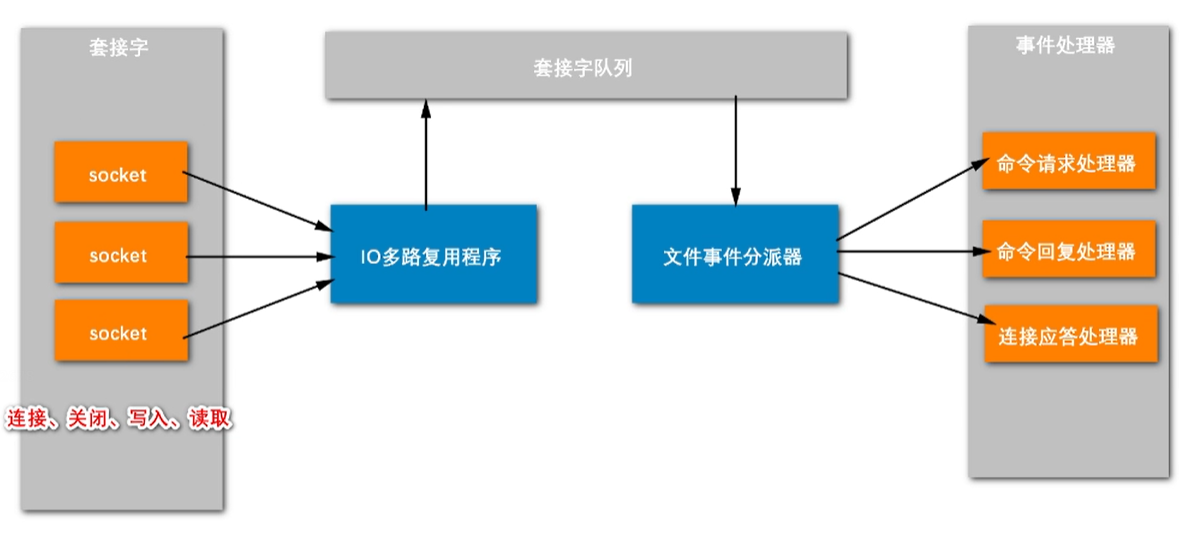 套接字
socket
socket
socket
连接、关闭、写入、读取
套接字队列
IO多路复用程序
文件事件分派器
事件处理器
命令请求处理器
命令回复处理器
连接应答处理器